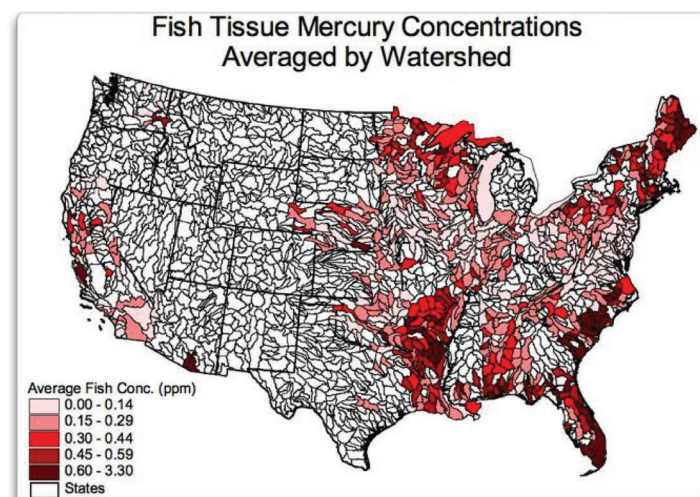 Fish Tissue Mercury Concentrations
Averaged by Watershed
Average Fish Conc. (ppm)
0.00 - 0.14
0.15 - 0.29
0.30 - 0.44
0.45 - 0.59
0.60 - 3.30
States